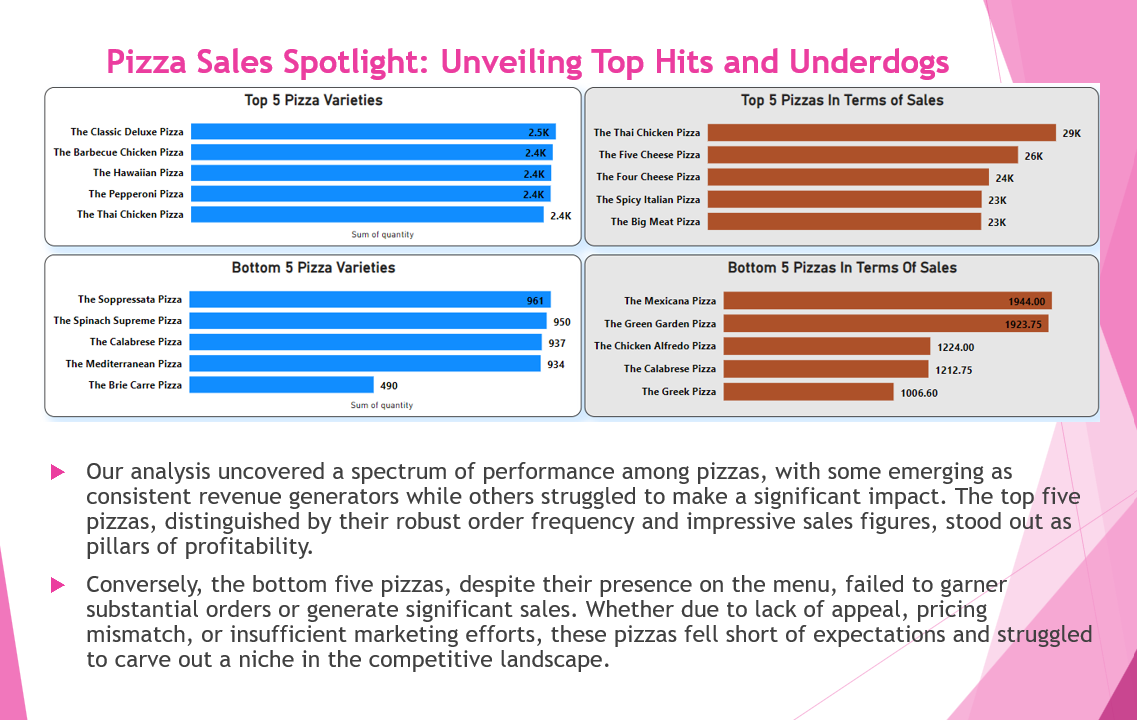 Pizza Sales Spotlight: Unveiling Top Hits and Underdogs
Top 5 Pizza Varieties
The Classic Deluxe Pizza 2.5K
The Barbecue Chicken Pizza 2.4K
The Hawaiian Pizza 2.4K
The Pepperoni Pizza 2.4K
The Thai Chicken Pizza 2.4K
Sum of quantity
Top 5 Pizzas In Terms of Sales
The Thai Chicken Pizza 29K
The Five Cheese Pizza 26K
The Four Cheese Pizza 24K
The Spicy Italian Pizza 23K
The Big Meat Pizza 23K
Bottom 5 Pizza Varieties
The Soppressata Pizza 961
The Spinach Supreme Pizza 950
The Calabrese Pizza 937
The Mediterranean Pizza 934
The Brie Carre Pizza 490
Sum of quantity
Bottom 5 Pizzas In Terms Of Sales
The Mexicana Pizza 1944.00
The Green Garden Pizza 1923.75
The Chicken Alfredo Pizza 1224.00
The Calabrese Pizza 1212.75
The Greek Pizza 1006.60
Our analysis uncovered a spectrum of performance among pizzas, with some emerging as
consistent revenue generators while others struggled to make a significant impact. The top five
pizzas, distinguished by their robust order frequency and impressive sales figures, stood out as
pillars of profitability.
Conversely, the bottom five pizzas, despite their presence on the menu, failed to garner
substantial orders or generate significant sales. Whether due to lack of appeal, pricing
mismatch, or insufficient marketing efforts, these pizzas fell short of expectations and struggled
to carve out a niche in the competitive landscape.